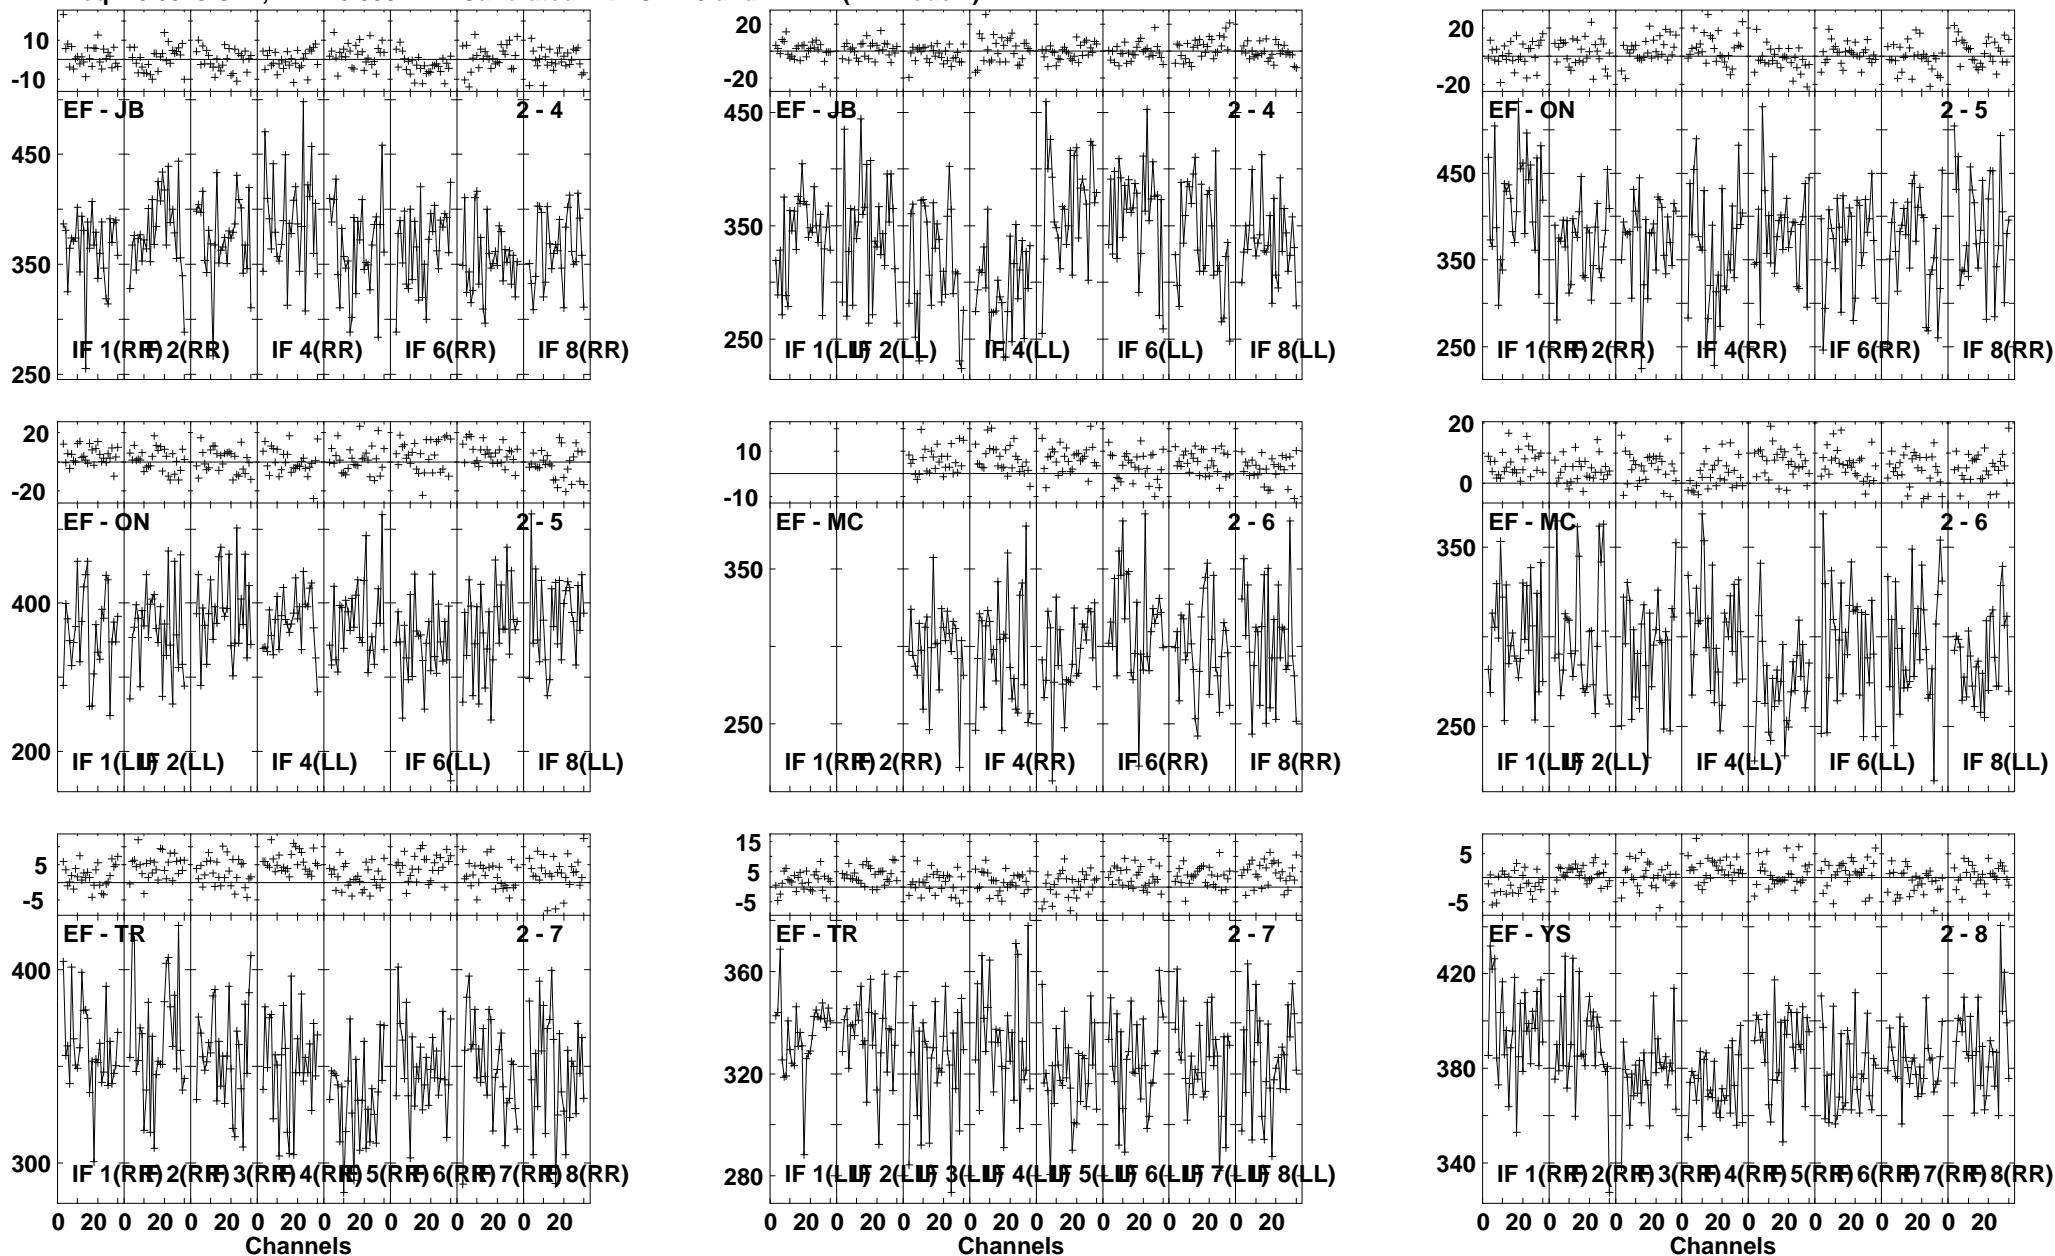 10
-10
EF - JB 2 - 4
450
350
250
IF 1(RR) IF 2(RR) IF 4(RR) IF 6(RR) IF 8(RR)
20
0
-20
EF - JB 2 - 4
450
350
250
IF 1(LL) IF 2(LL) IF 4(LL) IF 6(LL) IF 8(LL)
20
-20
EF - ON 2 - 5
450
350
250
IF 1(RR) IF 2(RR) IF 4(RR) IF 6(RR) IF 8(RR)
20
-20
EF - ON 2 - 5
400
200
IF 1(LL) IF 2(LL) IF 4(LL) IF 6(LL) IF 8(LL)
10
-10
EF - MC 2 - 6
350
250
IF 1(RR) IF 2(RR) IF 4(RR) IF 6(RR) IF 8(RR)
20
0
EF - MC 2 - 6
350
250
IF 1(LL) IF 2(LL) IF 4(LL) IF 6(LL) IF 8(LL)
5
-5
EF - TR 2 - 7
400
300
IF 1(RR) IF 2(RR) IF 3(RR) IF 4(RR) IF 5(RR) IF 6(RR) IF 7(RR) IF 8(RR)
0 20 0 20 0 20 0 20 0 20 0 20 0 20 0 20
Channels
15
5
-5
EF - TR 2 - 7
360
320
280
IF 1(LL) IF 2(LL) IF 3(LL) IF 4(LL) IF 5(LL) IF 6(LL) IF 7(LL) IF 8(LL)
0 20 0 20 0 20 0 20 0 20 0 20 0 20 0 20
Channels
5
-5
EF - YS 2 - 8
420
380
340
IF 1(RR) IF 2(RR) IF 3(RR) IF 4(RR) IF 5(RR) IF 6(RR) IF 7(RR) IF 8(RR)
0 20 0 20 0 20 0 20 0 20 0 20 0 20 0 20
Channels